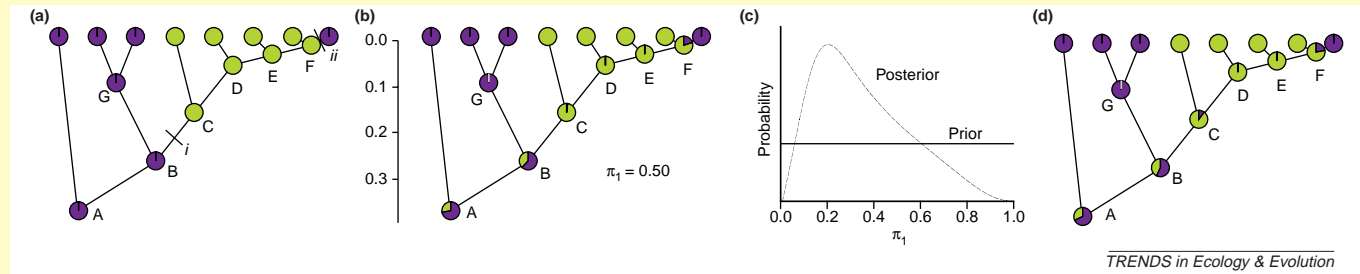 (a)
ii
F
E
D
G
C
i
B
A
(b)
0.0
0.1
0.2
0.3
F
E
D
G
C
B
π1 = 0.50
A
(c)
Probability
Posterior
Prior
0.0 0.2 0.4 0.6 0.8 1.0
π1
(d)
F
E
D
G
C
B
A
TRENDS in Ecology & Evolution